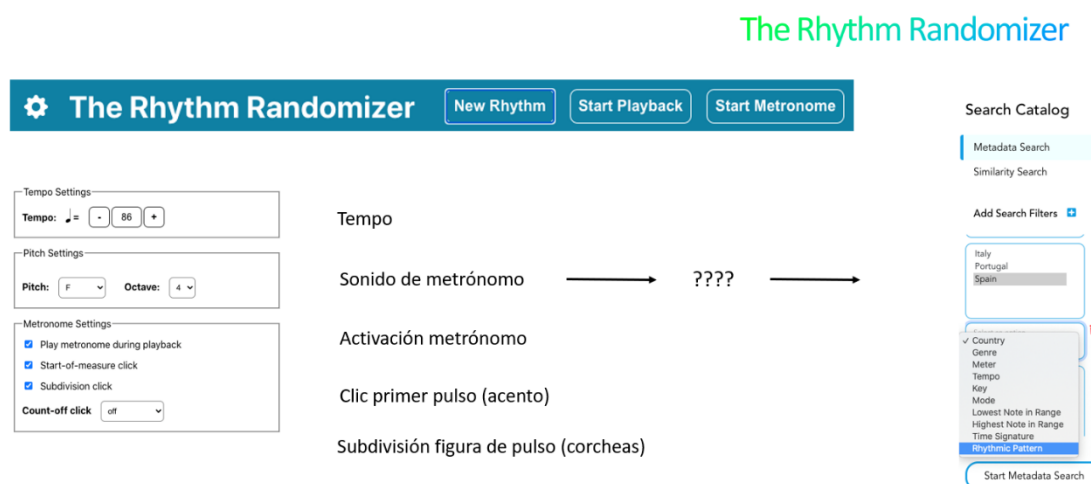 The Rhythm Randomizer
The Rhythm Randomizer
New Rhythm
Start Playback
Start Metronome
Tempo Settings
Tempo: ♩= - 86 +
Pitch Settings
Pitch: F Octave: 4
Metronome Settings
Play metronome during playback
Start-of-measure click
Subdivision click
Count-off click off
Tempo
Sonido de metrónomo
????
Activación metrónomo
Clic primer pulso (acento)
Subdivisión figura de pulso (corcheas)
Search Catalog
Metadata Search
Similarity Search
Add Search Filters +
Italy
Portugal
Spain
✓ Country
Genre
Meter
Tempo
Key
Mode
Lowest Note in Range
Highest Note in Range
Time Signature
Rhythmic Pattern
Start Metadata Search